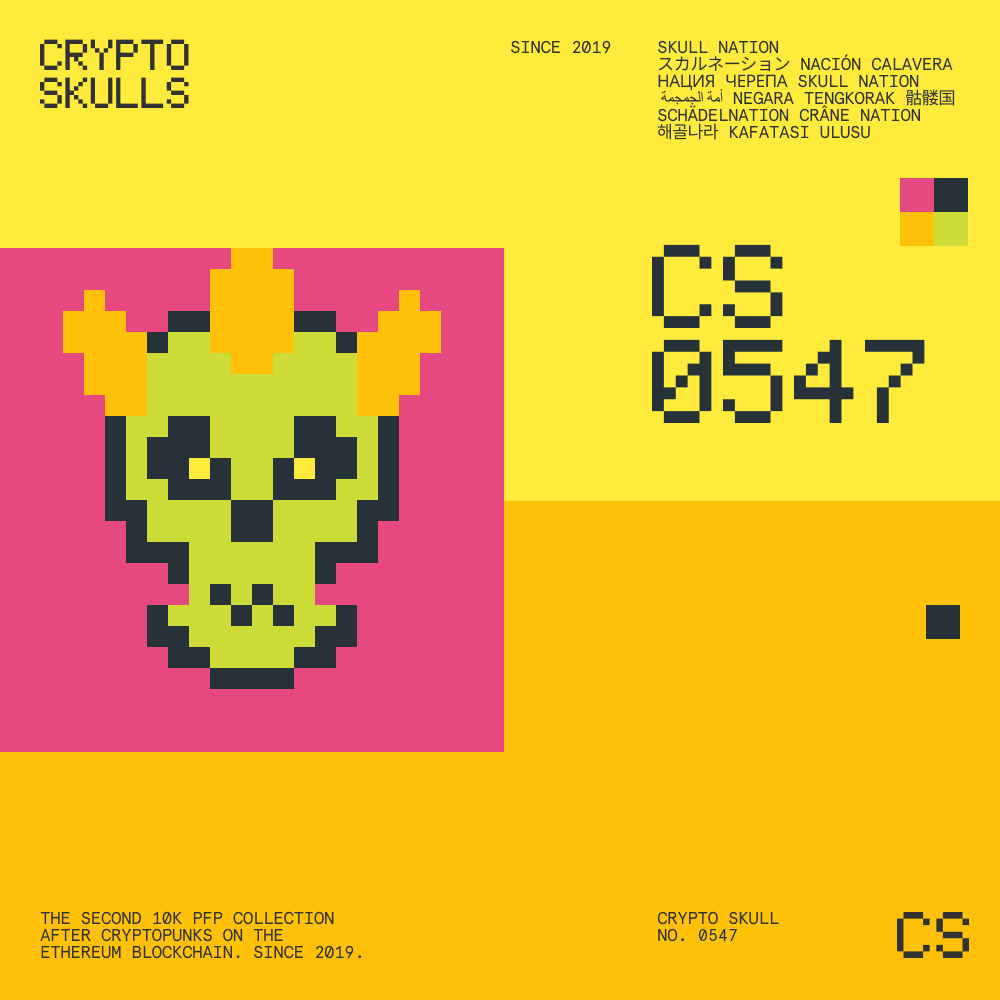 CRYPTO
SKULLS
SINCE 2019
SKULL NATION
スカルネーション NACIÓN CALAVERA
НАЦИЯ ЧЕРЕПА SKULL NATION
أمة الجمجمة NEGARA TENGKORAK 骷髅国
SCHÄDELNATION CRÂNE NATION
해골나라 KAFATASI ULUSU
CS
0547
THE SECOND 10K PFP COLLECTION
AFTER CRYPTOPUNKS ON THE
ETHEREUM BLOCKCHAIN. SINCE 2019.
CRYPTO SKULL
NO. 0547
CS